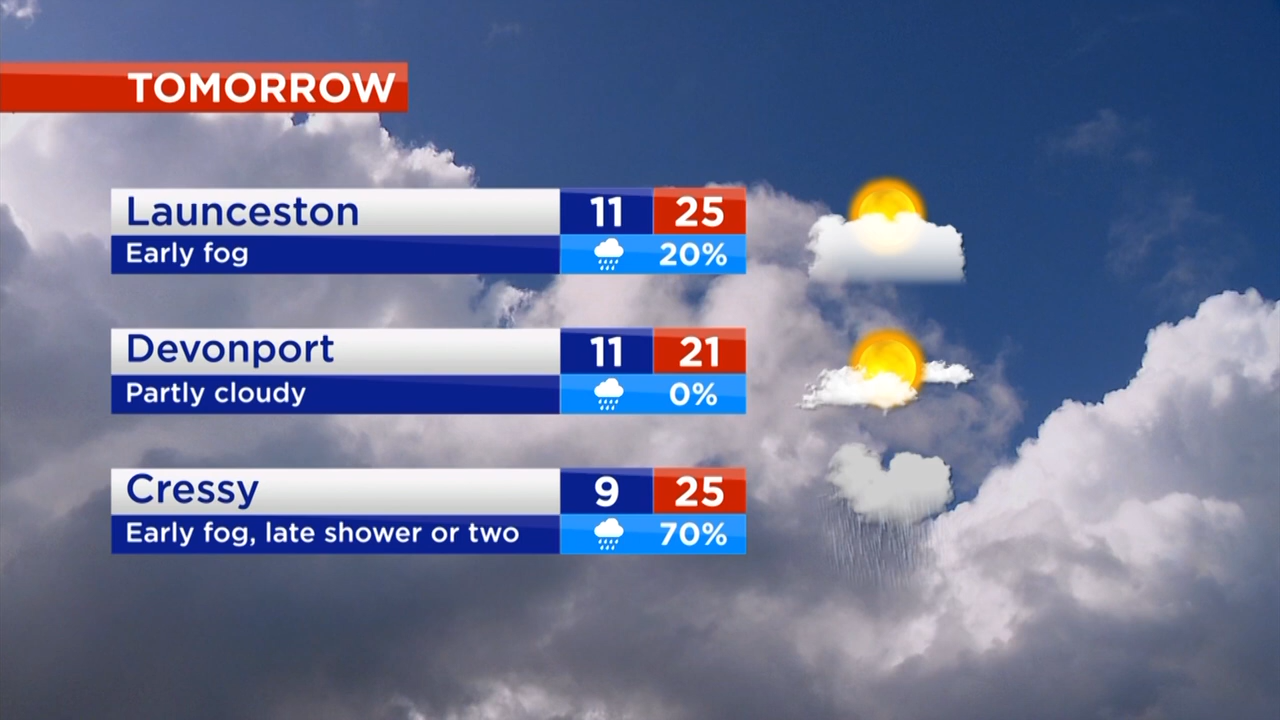 TOMORROW
Launceston 11 25
Early fog 20%
Devonport 11 21
Partly cloudy 0%
Cressy 9 25
Early fog, late shower or two 70%